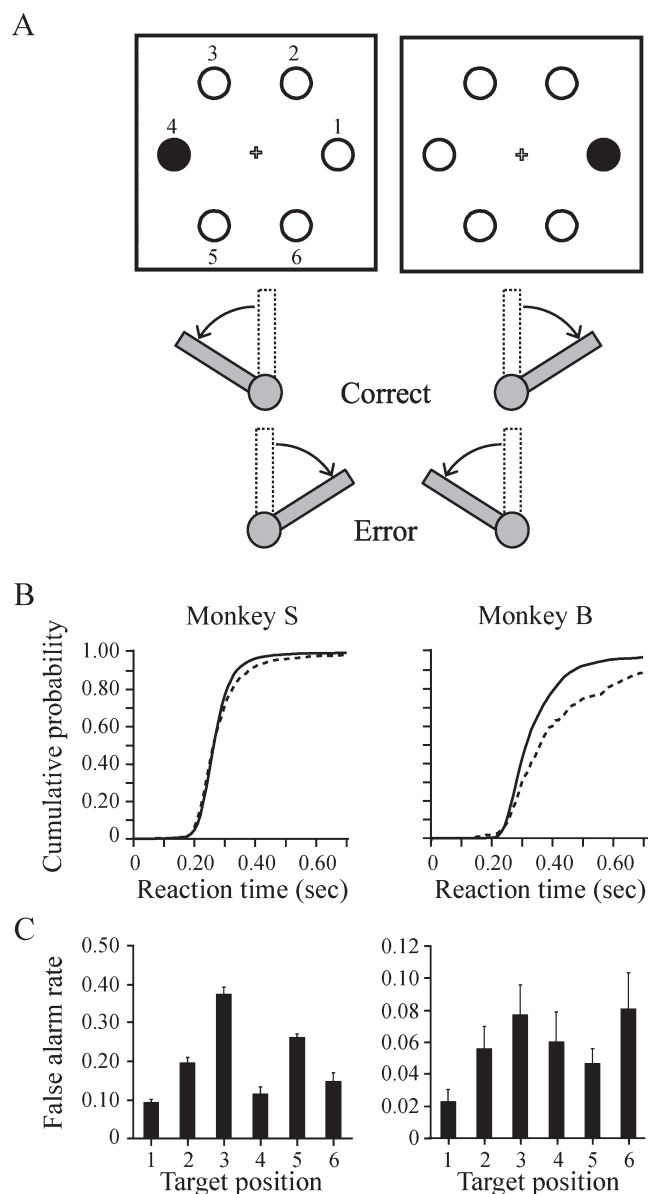 A
3 2
4 1
5 6
Correct
Error
B
Monkey S Monkey B
Cumulative probability
1.00
0.80
0.60
0.40
0.20
0
0 0.20 0.40 0.60 0 0.20 0.40 0.60
Reaction time (sec) Reaction time (sec)
C
False alarm rate
0.50 0.12
0.40 0.10
0.30 0.08
0.20 0.06
0.10 0.04
0 0.02
0
1 2 3 4 5 6 1 2 3 4 5 6
Target position Target position